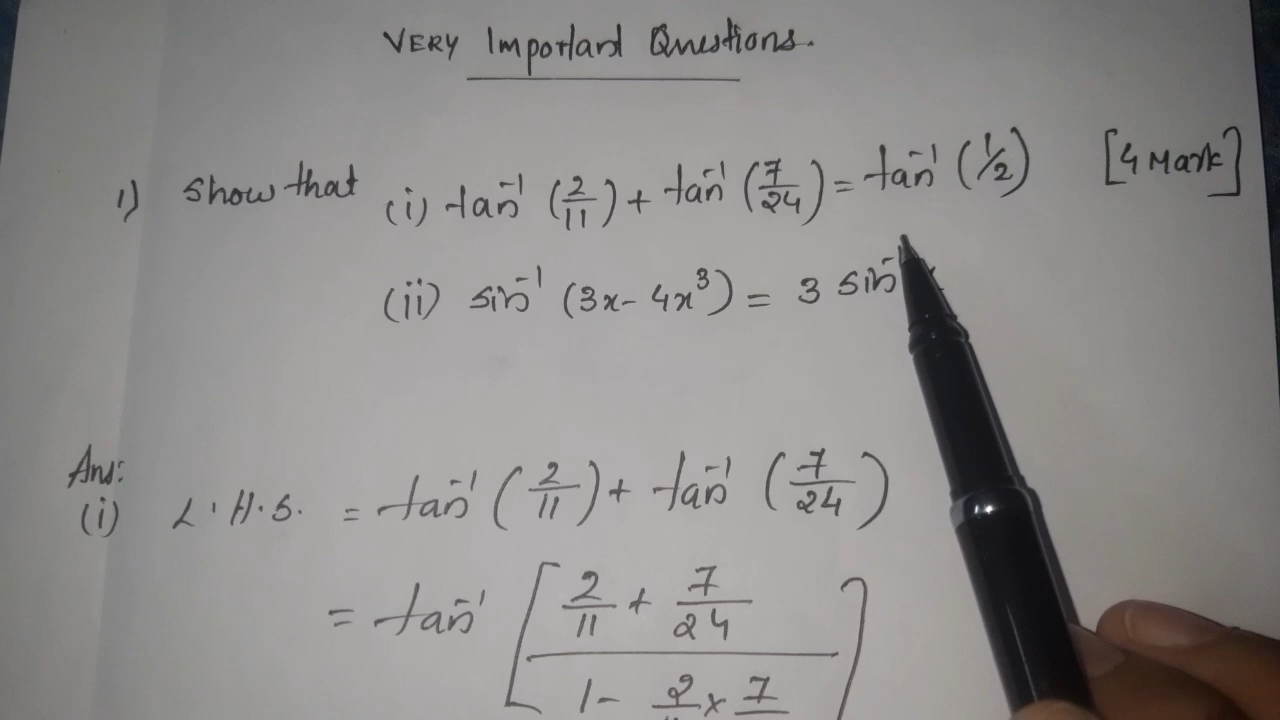 VERY Important Questions.
1) Show that (i) tan⁻¹ (2/11) + tan⁻¹ (7/24) = tan⁻¹ (1/2) [4 Mark]
(ii) sin⁻¹ (3x - 4x³) = 3 sin⁻¹
Ans:
(i) L.H.S. = tan⁻¹ (2/11) + tan⁻¹ (7/24)
= tan⁻¹ [ 2/11 + 7/24
1 - 2/11 × 7